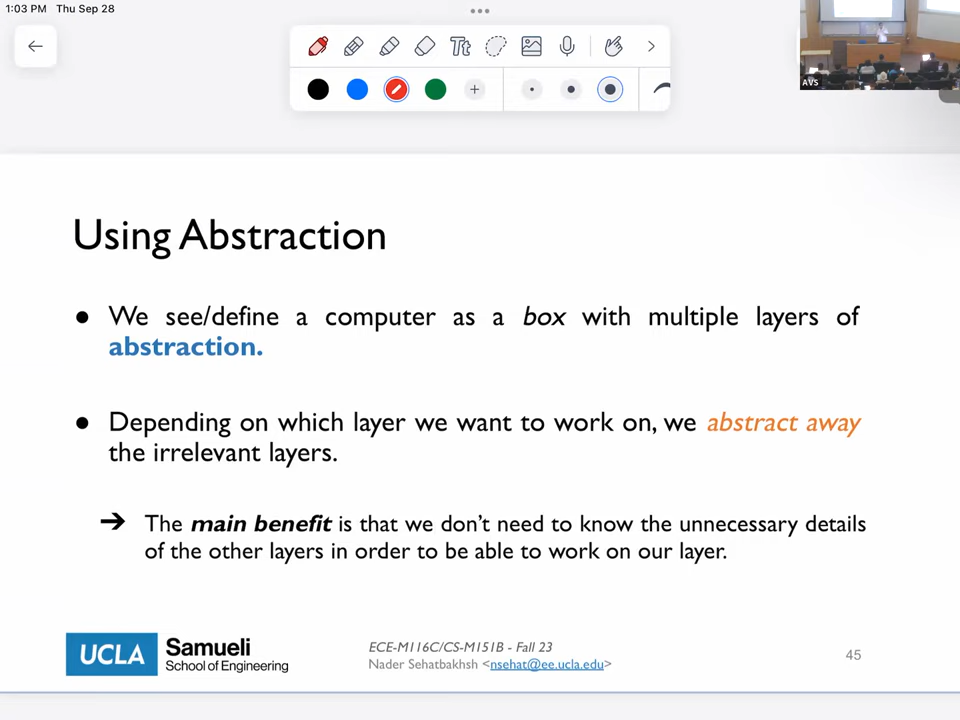 1:03 PM Thu Sep 28
Tt
AVS
Using Abstraction
● We see/define a computer as a box with multiple layers of
abstraction.
● Depending on which layer we want to work on, we abstract away
the irrelevant layers.
➔ The main benefit is that we don't need to know the unnecessary details
of the other layers in order to be able to work on our layer.
UCLA Samueli
School of Engineering
ECE-M116C/CS-M151B - Fall 23
Nader Sehatbakhsh <nsehat@ee.ucla.edu>
45